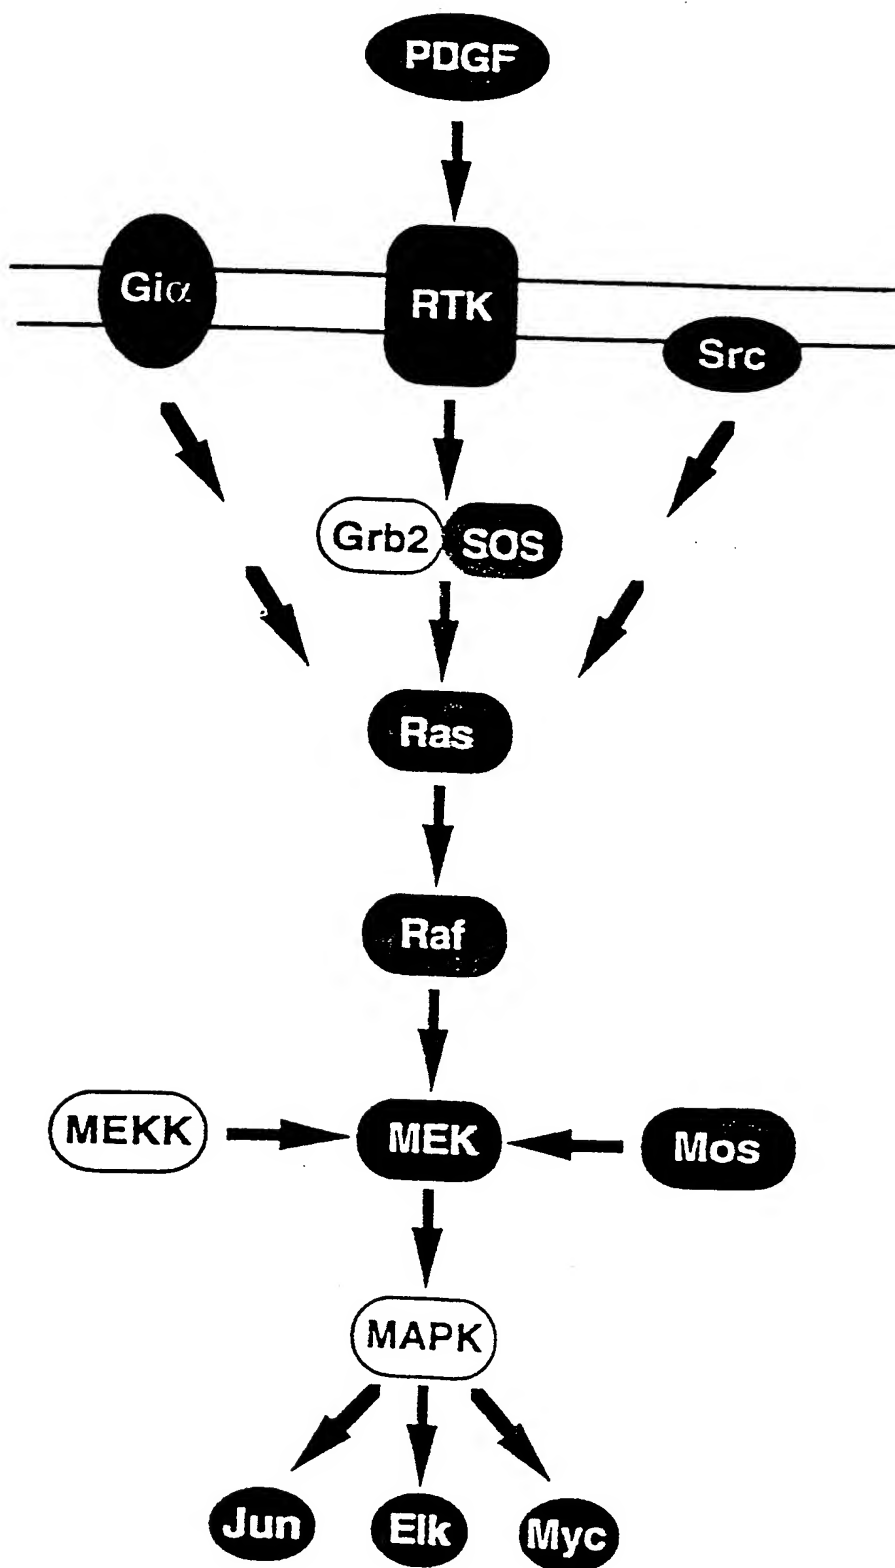 PDGF
Giα
RTK
Src
Grb2
SOS
Ras
Raf
MEKK
MEK
Mos
MAPK
Jun
Elk
Myc